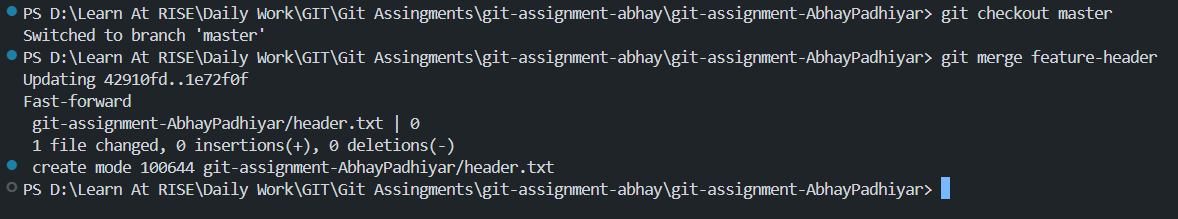 PS D:\Learn At RISE\Daily Work\GIT\Git Assingments\git-assignment-abhay\git-assignment-AbhayPadhiyar> git checkout master
Switched to branch 'master'
PS D:\Learn At RISE\Daily Work\GIT\Git Assingments\git-assignment-abhay\git-assignment-AbhayPadhiyar> git merge feature-header
Updating 42910fd..1e72f0f
Fast-forward
 git-assignment-AbhayPadhiyar/header.txt | 0
 1 file changed, 0 insertions(+), 0 deletions(-)
 create mode 100644 git-assignment-AbhayPadhiyar/header.txt
PS D:\Learn At RISE\Daily Work\GIT\Git Assingments\git-assignment-abhay\git-assignment-AbhayPadhiyar>